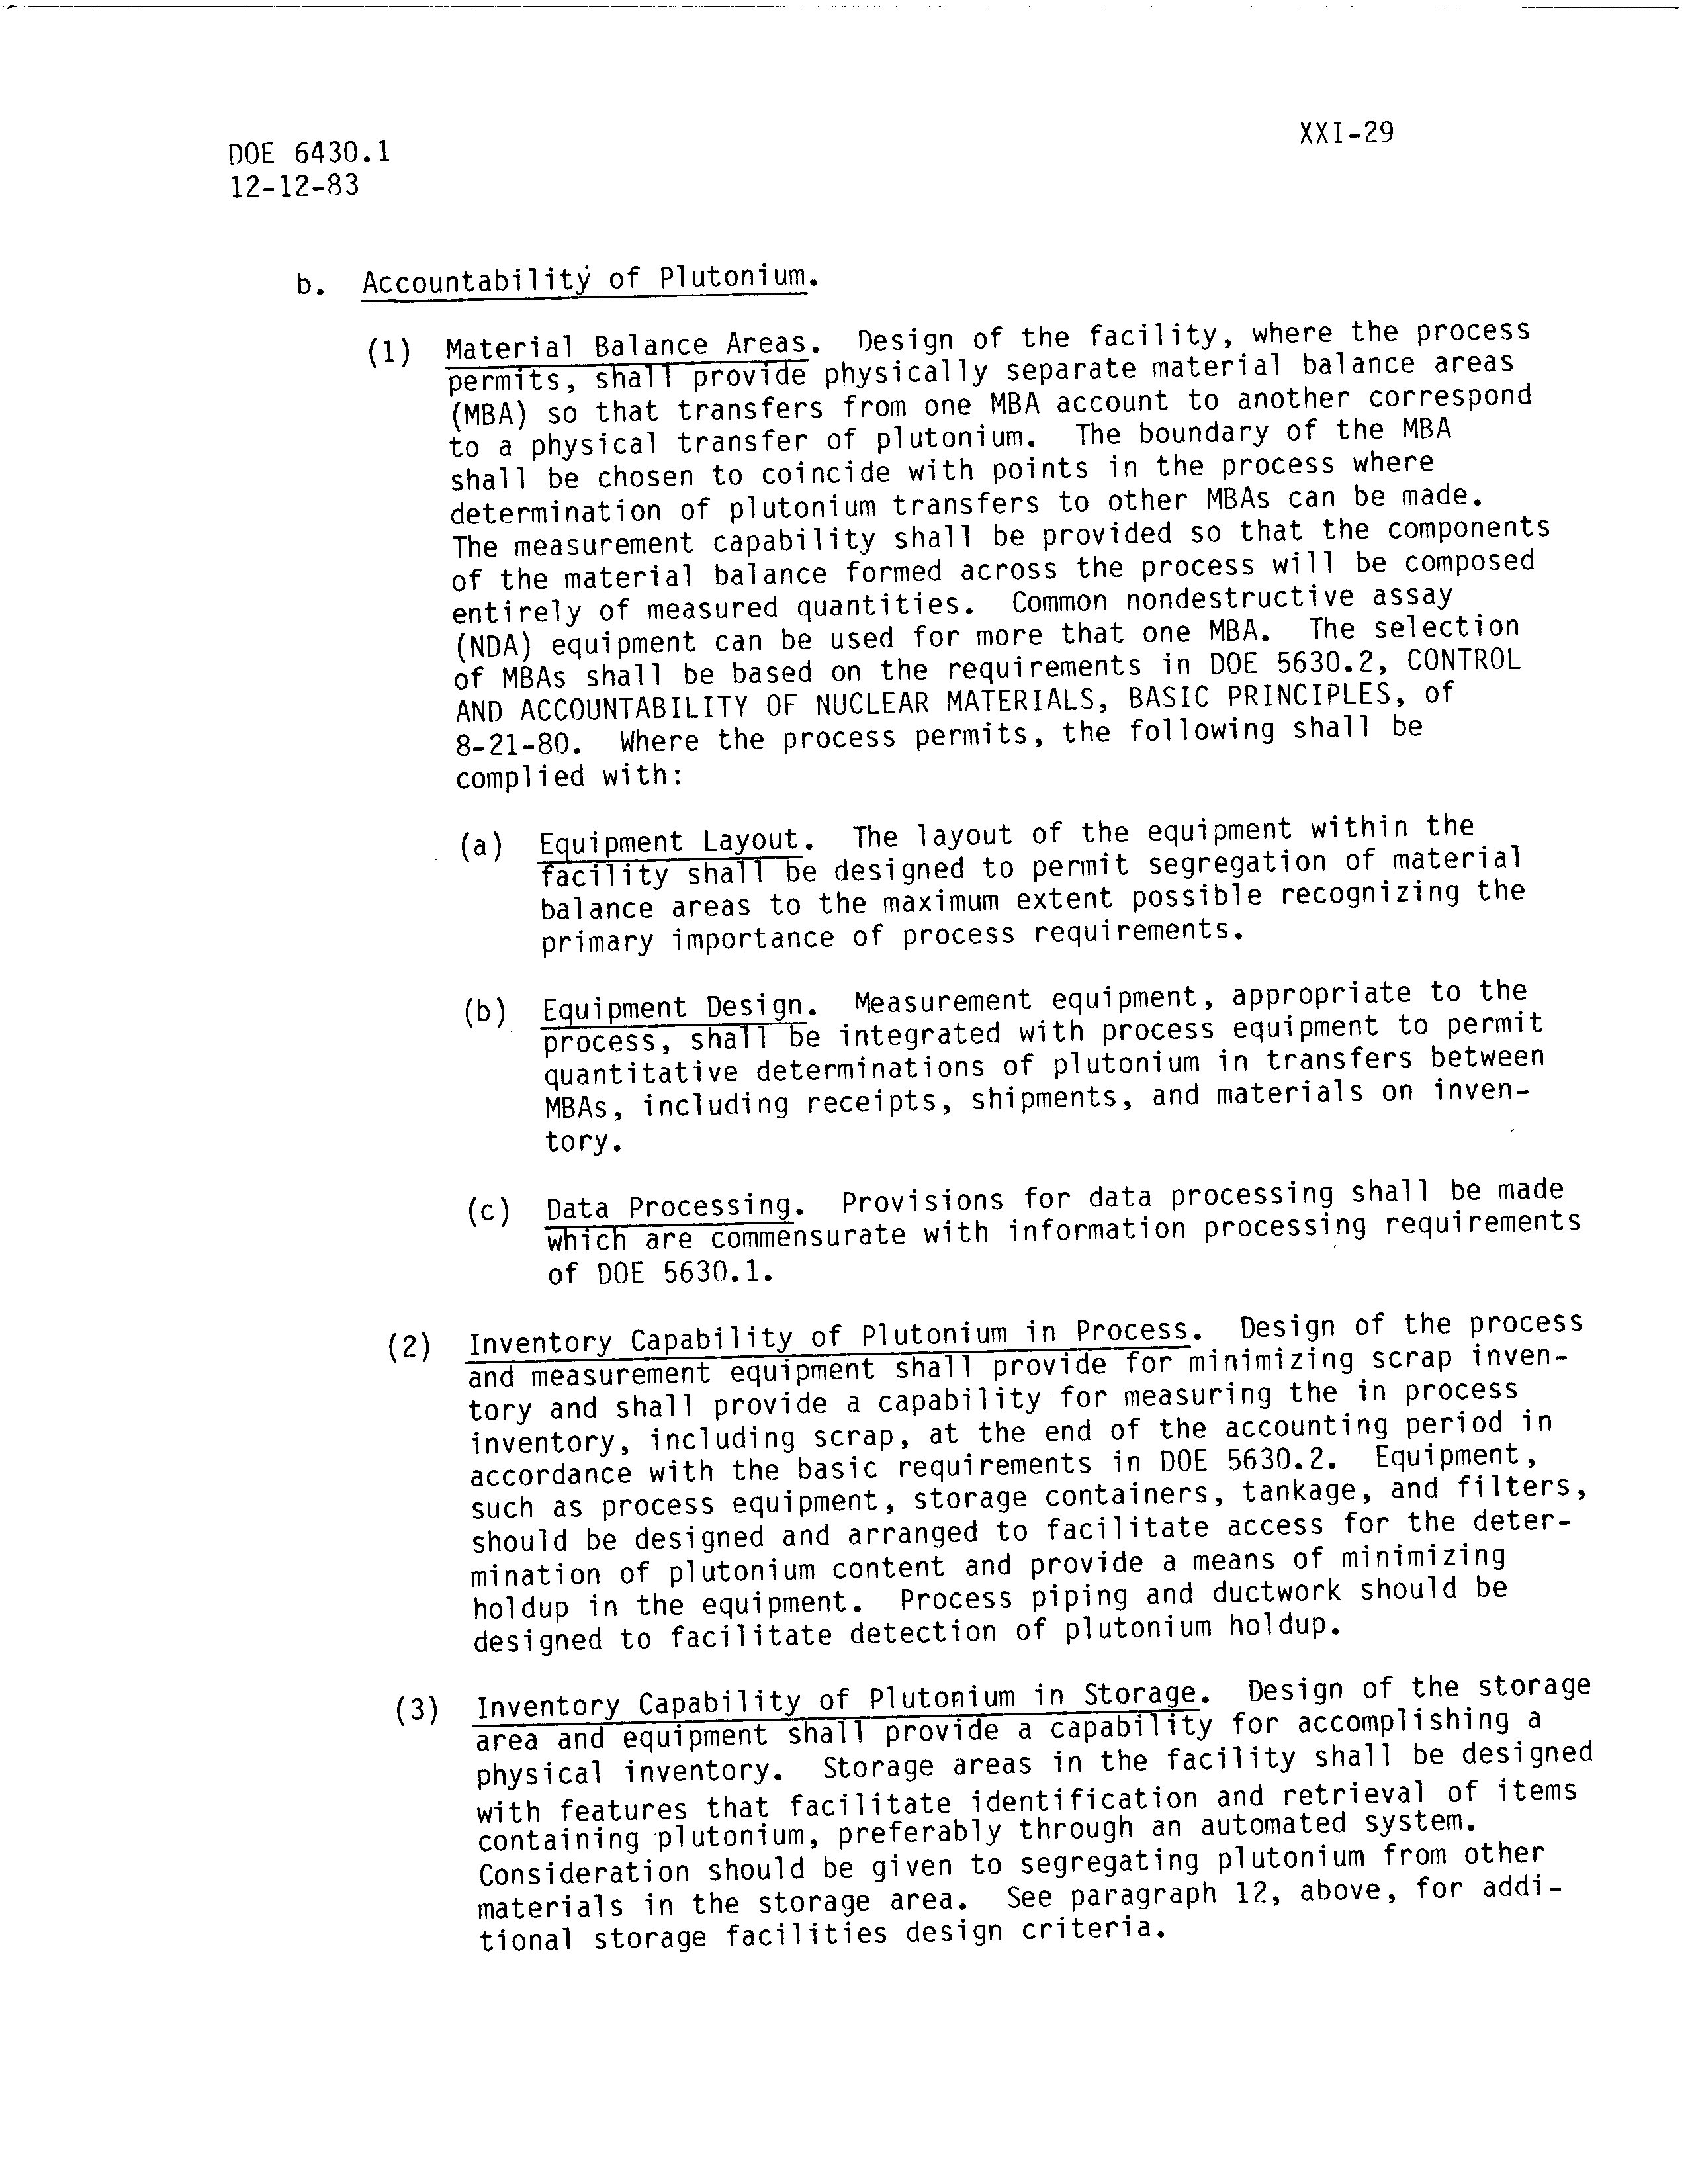 XXI-29
DOE 6430.1
12-12-83
b. Accountability of Plutonium.
(1) Material Balance Areas. Design of the facility, where the process
permits, shall provide physically separate material balance areas
(MBA) so that transfers from one MBA account to another correspond
to a physical transfer of plutonium. The boundary of the MBA
shall be chosen to coincide with points in the process where
determination of plutonium transfers to other MBAs can be made.
The measurement capability shall be provided so that the components
of the material balance formed across the process will be composed
entirely of measured quantities. Common nondestructive assay
(NDA) equipment can be used for more that one MBA. The selection
of MBAs shall be based on the requirements in DOE 5630.2, CONTROL
AND ACCOUNTABILITY OF NUCLEAR MATERIALS, BASIC PRINCIPLES, of
8-21-80. Where the process permits, the following shall be
complied with:
(a) Equipment Layout. The layout of the equipment within the
facility shall be designed to permit segregation of material
balance areas to the maximum extent possible recognizing the
primary importance of process requirements.
(b) Equipment Design. Measurement equipment, appropriate to the
process, shall be integrated with process equipment to permit
quantitative determinations of plutonium in transfers between
MBAs, including receipts, shipments, and materials on inven-
tory.
(c) Data Processing. Provisions for data processing shall be made
which are commensurate with information processing requirements
of DOE 5630.1.
(2) Inventory Capability of Plutonium in Process. Design of the process
and measurement equipment shall provide for minimizing scrap inven-
tory and shall provide a capability for measuring the in process
inventory, including scrap, at the end of the accounting period in
accordance with the basic requirements in DOE 5630.2. Equipment,
such as process equipment, storage containers, tankage, and filters,
should be designed and arranged to facilitate access for the deter-
mination of plutonium content and provide a means of minimizing
holdup in the equipment. Process piping and ductwork should be
designed to facilitate detection of plutonium holdup.
(3) Inventory Capability of Plutonium in Storage. Design of the storage
area and equipment shall provide a capability for accomplishing a
physical inventory. Storage areas in the facility shall be designed
with features that facilitate identification and retrieval of items
containing plutonium, preferably through an automated system.
Consideration should be given to segregating plutonium from other
materials in the storage area. See paragraph 12, above, for addi-
tional storage facilities design criteria.